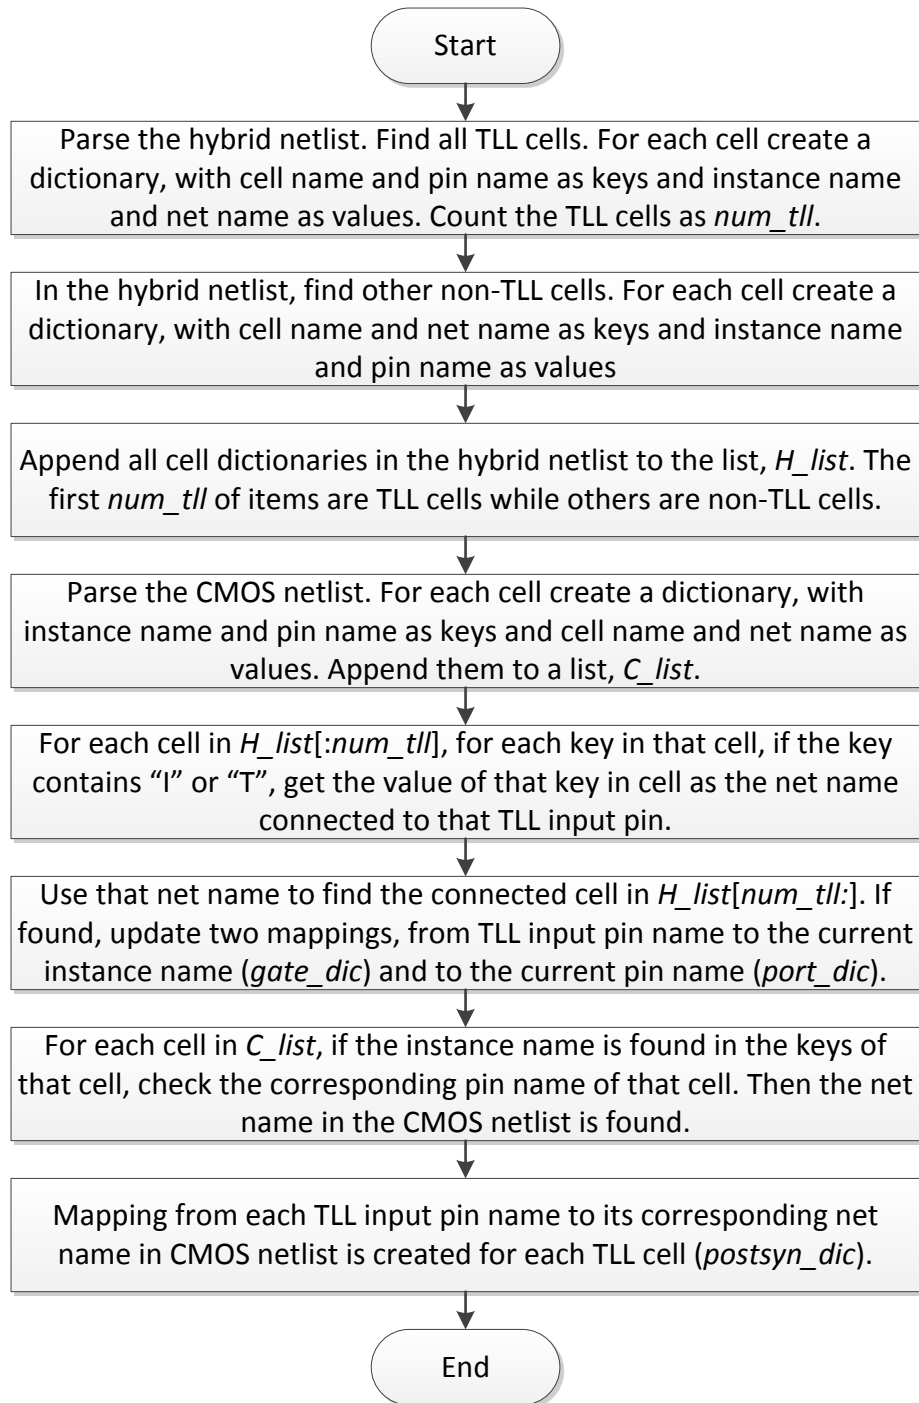 Start
Parse the hybrid netlist. Find all TLL cells. For each cell create a
dictionary, with cell name and pin name as keys and instance name
and net name as values. Count the TLL cells as num_tll.
In the hybrid netlist, find other non-TLL cells. For each cell create a
dictionary, with cell name and net name as keys and instance name
and pin name as values
Append all cell dictionaries in the hybrid netlist to the list, H_list. The
first num_tll of items are TLL cells while others are non-TLL cells.
Parse the CMOS netlist. For each cell create a dictionary, with
instance name and pin name as keys and cell name and net name as
values. Append them to a list, C_list.
For each cell in H_list[:num_tll], for each key in that cell, if the key
contains “I” or “T”, get the value of that key in cell as the net name
connected to that TLL input pin.
Use that net name to find the connected cell in H_list[num_tll:]. If
found, update two mappings, from TLL input pin name to the current
instance name (gate_dic) and to the current pin name (port_dic).
For each cell in C_list, if the instance name is found in the keys of
that cell, check the corresponding pin name of that cell. Then the net
name in the CMOS netlist is found.
Mapping from each TLL input pin name to its corresponding net
name in CMOS netlist is created for each TLL cell (postsyn_dic).
End